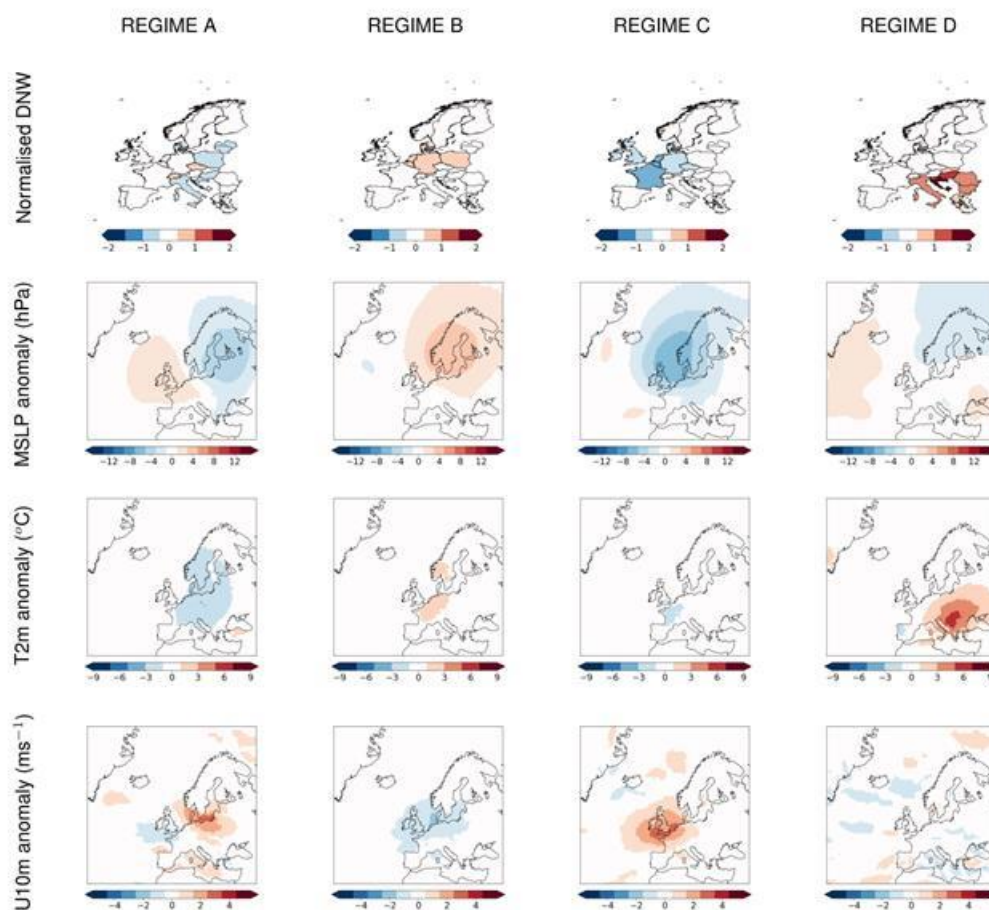 REGIME A REGIME B REGIME C REGIME D
Normalised DNW
−2 −1 0 1 2 −2 −1 0 1 2 −2 −1 0 1 2 −2 −1 0 1 2
MSLP anomaly (hPa)
−12 −8 −4 0 4 8 12 −12 −8 −4 0 4 8 12 −12 −8 −4 0 4 8 12 −12 −8 −4 0 4 8 12
T2m anomaly (°C)
−9 −6 −3 0 3 6 9 −9 −6 −3 0 3 6 9 −9 −6 −3 0 3 6 9 −9 −6 −3 0 3 6 9
U10m anomaly (ms⁻¹)
−4 −2 0 2 4 −4 −2 0 2 4 −4 −2 0 2 4 −4 −2 0 2 4